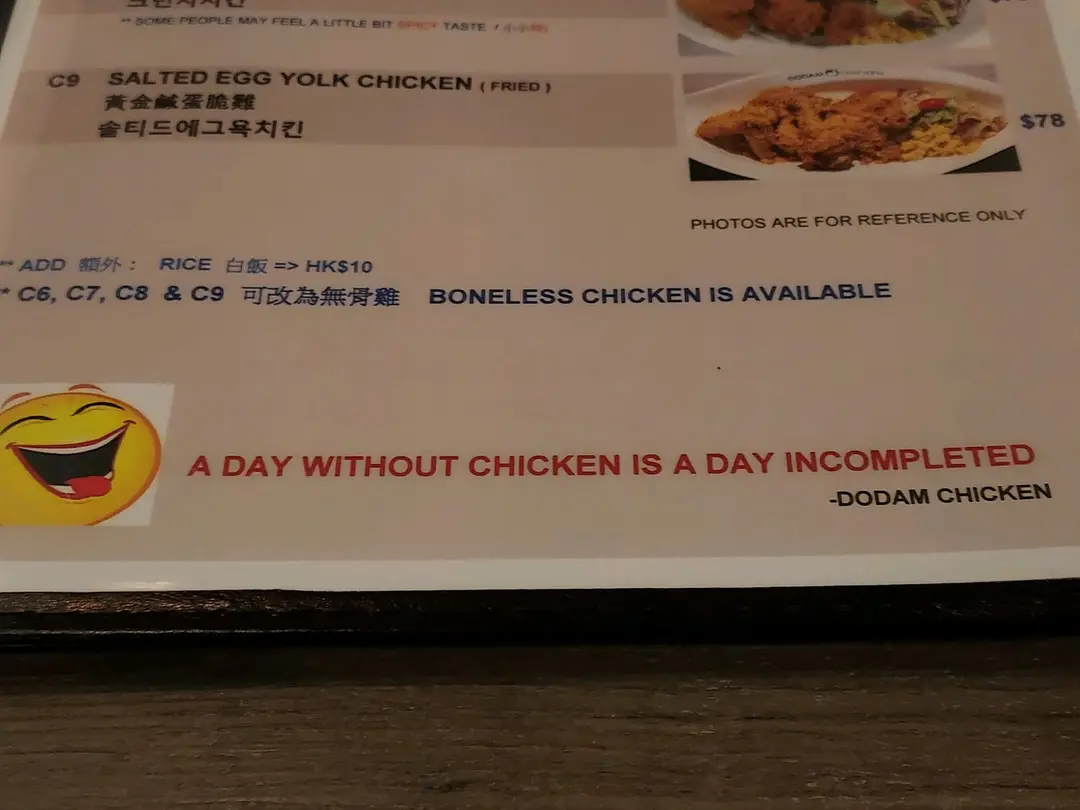 ** SOME PEOPLE MAY FEEL A LITTLE BIT SPICY TASTE /
C9 SALTED EGG YOLK CHICKEN ( FRIED )
黃金鹹蛋脆雞
솔티드에그욕치킨
DODAM CHICKEN
$78
PHOTOS ARE FOR REFERENCE ONLY
** ADD 額外 : RICE 白飯 => HK$10
* C6, C7, C8 & C9 可改為無骨雞 BONELESS CHICKEN IS AVAILABLE
A DAY WITHOUT CHICKEN IS A DAY INCOMPLETED
-DODAM CHICKEN